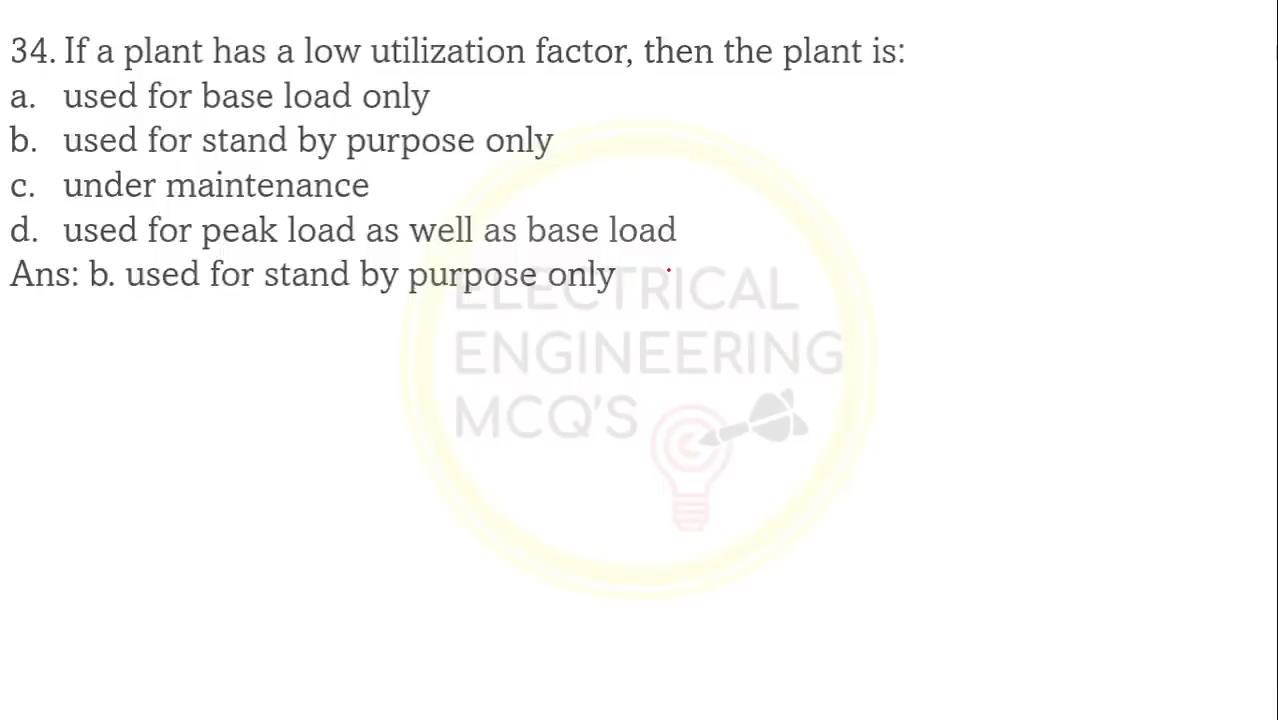 34. If a plant has a low utilization factor, then the plant is:
a. used for base load only
b. used for stand by purpose only
c. under maintenance
d. used for peak load as well as base load
Ans: b. used for stand by purpose only
ELECTRICAL
ENGINEERING
MCQ'S